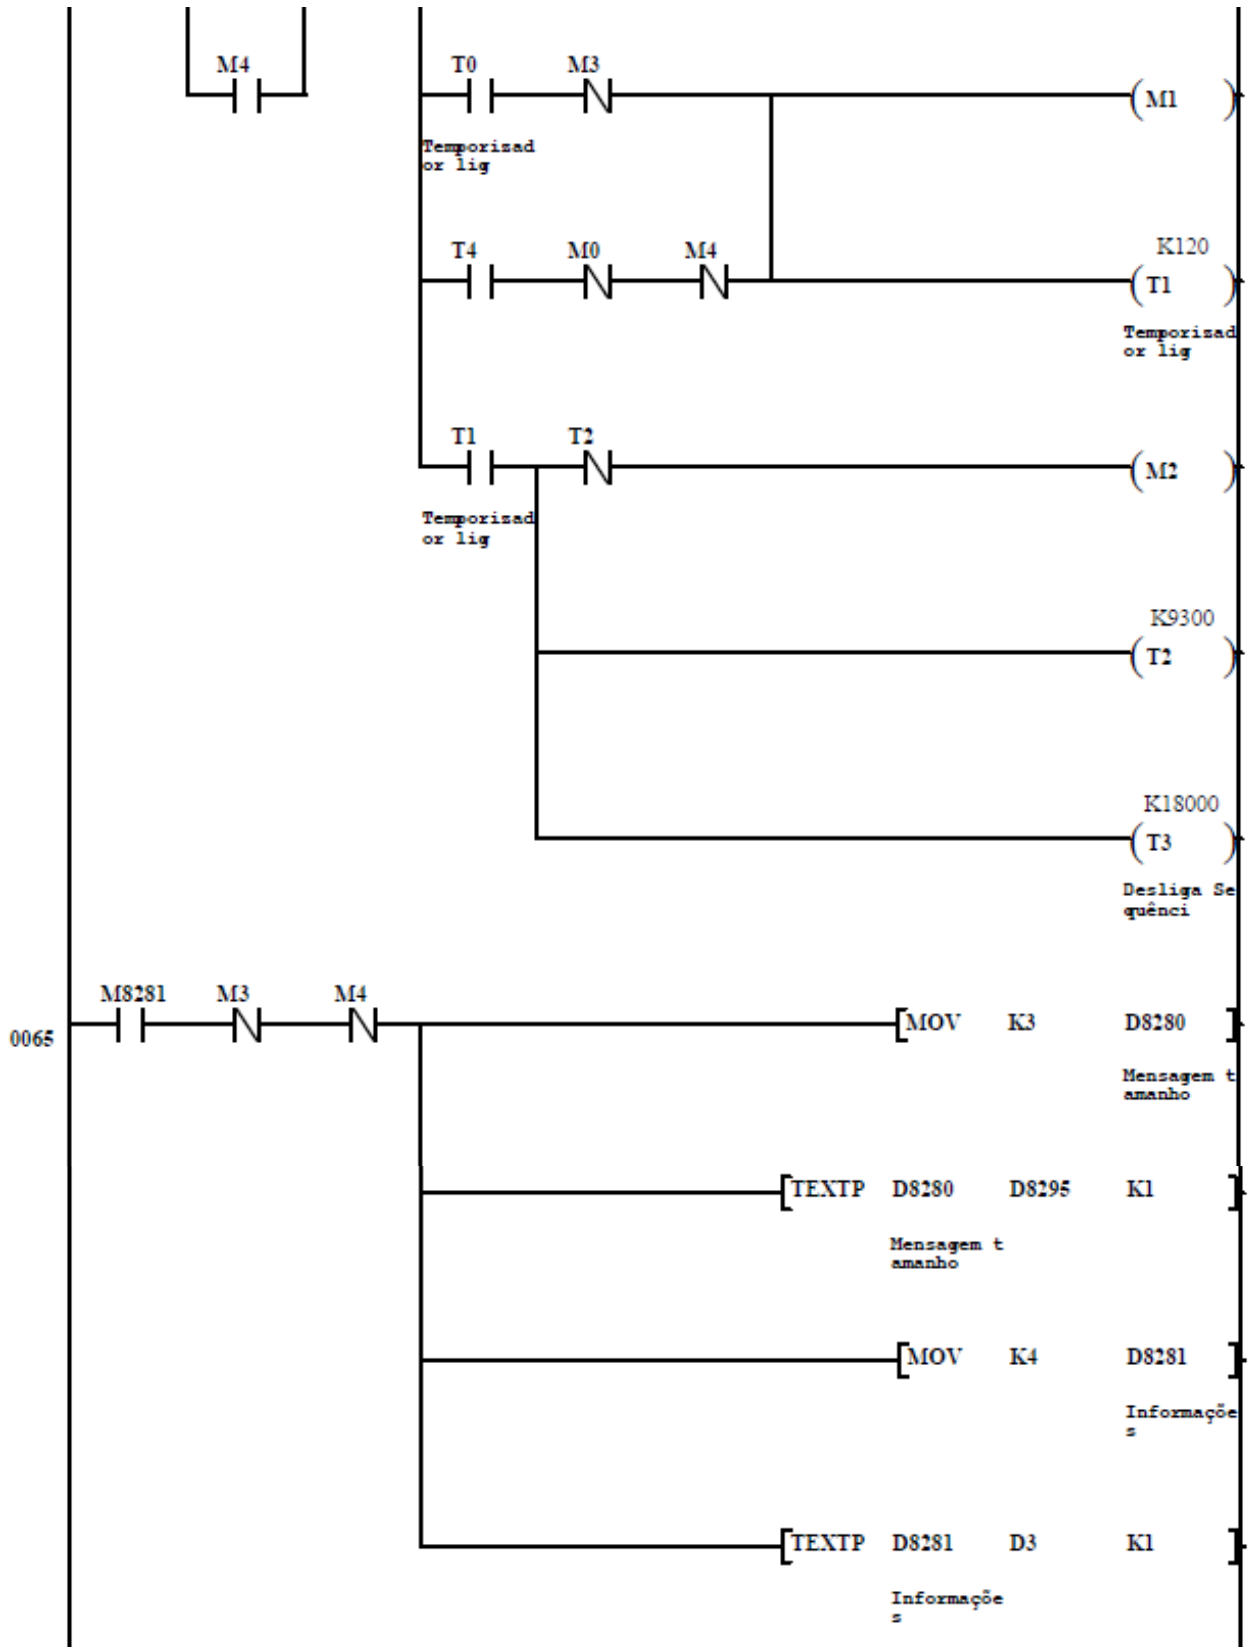 M4 T0 M3
M1
Temporizad
or lig
K120
T4 M0 M4
T1
Temporizad
or lig
T1 T2
M2
Temporizad
or lig
K9300
T2
K18000
T3
Desliga Se
quênci
M8281 M3 M4
0065
MOV K3 D8280
Mensagem t
amanho
TEXTP D8280 D8295 K1
Mensagem t
amanho
MOV K4 D8281
Informaçõe
s
TEXTP D8281 D3 K1
Informaçõe
s